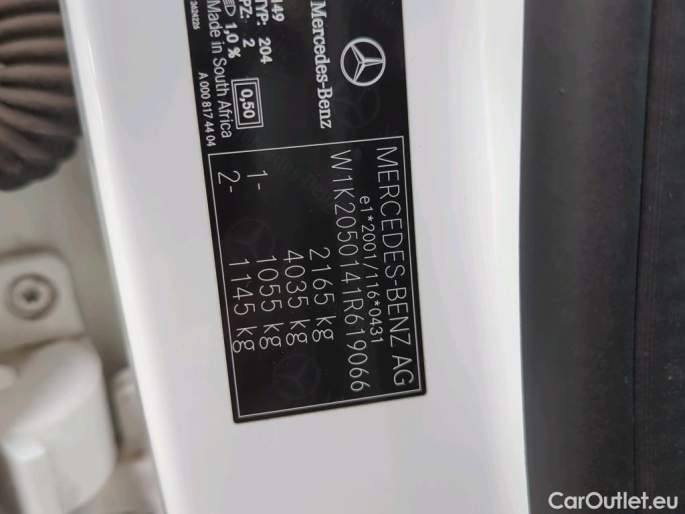 MERCEDES-BENZ AG
e1*2001/116*0431
W1K2050141R619066
2165 kg
4035 kg
1- 1055 kg
2- 1145 kg
Mercedes-Benz
149
TYP: 204
PZ: 2 0,50
1,0 %
Made in South Africa
A 000 817 44 04
CarOutlet.eu